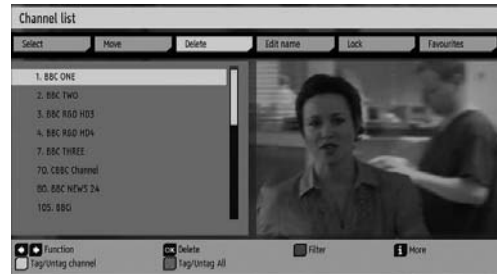 Channel list
Select Move Delete Edit name Lock Favourites
1. BBC ONE
2. BBC TWO
3. BBC R&D HD3
4. BBC R&D HD4
7. BBC THREE
70. CBBC Channel
80. BBC NEWS 24
105. BBCi
Function OK Delete Filter i More
Tag/Untag channel Tag/Untag All